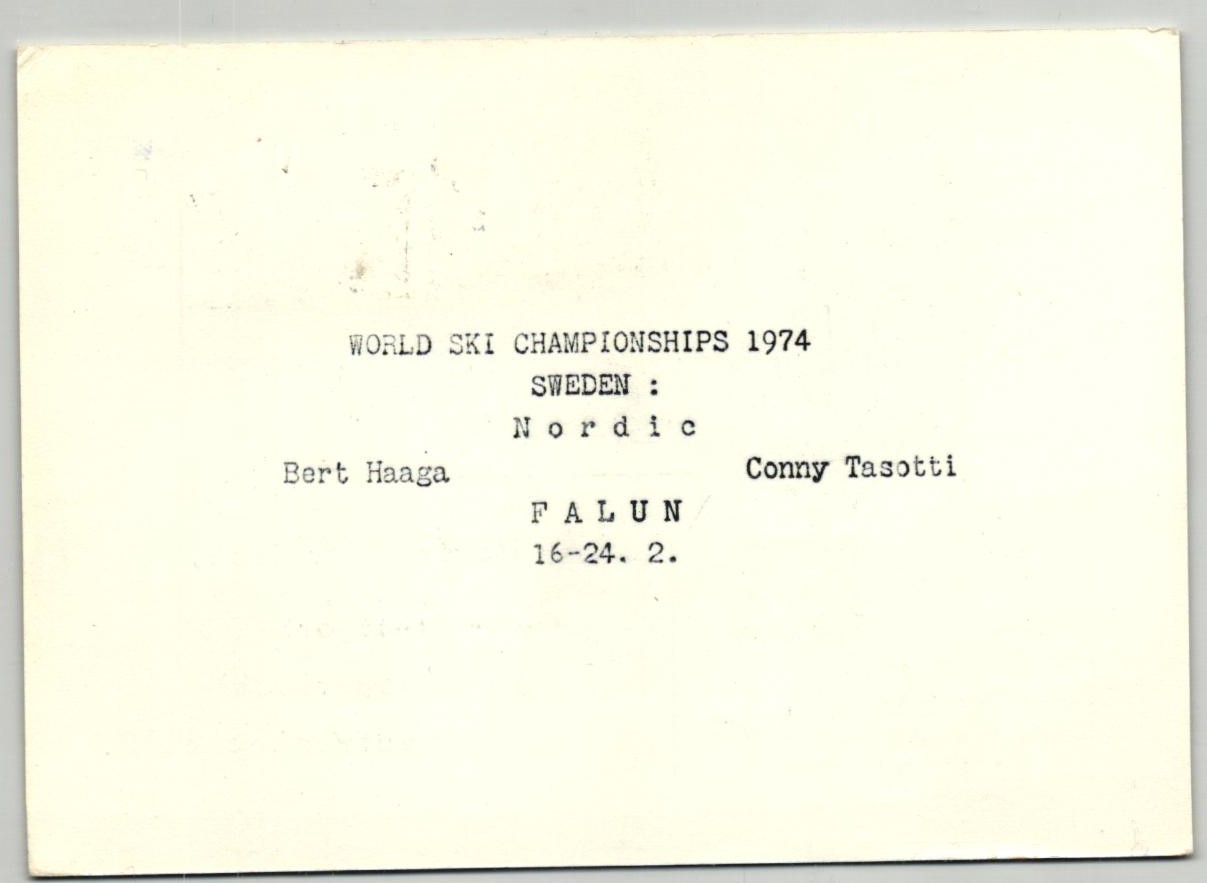 WORLD SKI CHAMPIONSHIPS 1974
SWEDEN :
N o r d i c
Bert Haaga Conny Tasotti
F A L U N
16-24. 2.